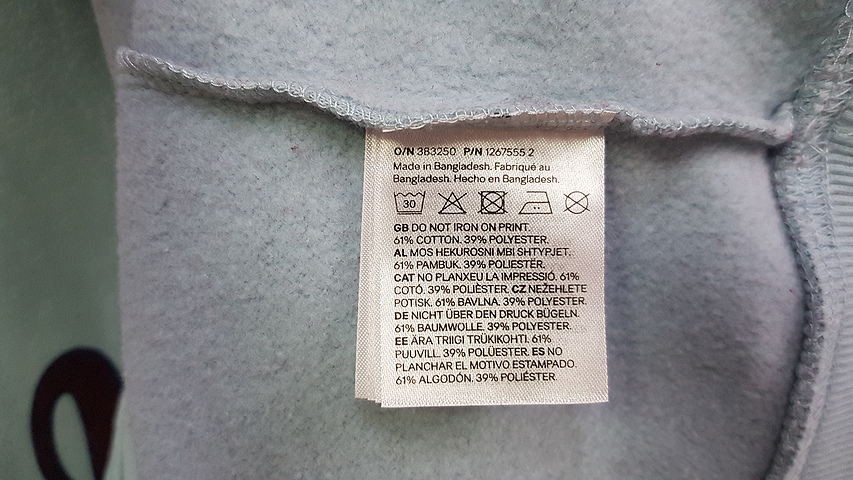 O/N 383250 P/N 1267555 2
Made in Bangladesh. Fabriqué au
Bangladesh. Hecho en Bangladesh.
30
GB DO NOT IRON ON PRINT.
61% COTTON. 39% POLYESTER.
AL MOS HEKUROSNI MBI SHTYPJET.
61% PAMBUK. 39% POLIESTËR.
CAT NO PLANXEU LA IMPRESSIÓ. 61%
COTÓ. 39% POLIÈSTER. CZ NEŽEHLETE
POTISK. 61% BAVLNA. 39% POLYESTER.
DE NICHT ÜBER DEN DRUCK BÜGELN.
61% BAUMWOLLE. 39% POLYESTER.
EE ÄRA TRIIGI TRÜKIKOHTI. 61%
PUUVILL. 39% POLÜESTER. ES NO
PLANCHAR EL MOTIVO ESTAMPADO.
61% ALGODÓN. 39% POLIÉSTER.